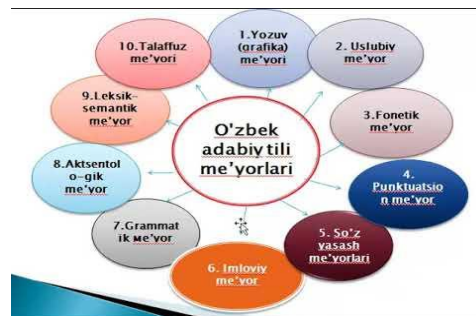 10.Talaffuz
me'yori
1.Yozuv
(grafika)
me'yori
2. Uslubiy
me'yor
9.Leksik-
semantik
me'yor
3.Fonetik
me'yor
O'zbek
adabiy tili
me'yorlari
8.Aktsentol
o-gik
me'yor
4.
Punktuatsio
n me'yor
7.Grammat
ik me'yor
5. So'z
yasash
me'yorlari
6. Imloviy
me'yor